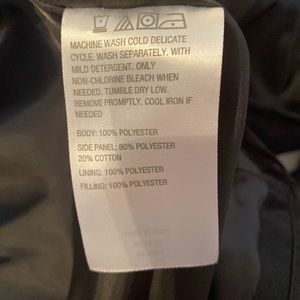 MACHINE WASH COLD DELICATE
CYCLE. WASH SEPARATELY. WITH
MILD DETERGENT. ONLY
NON-CHLORINE BLEACH WHEN
NEEDED. TUMBLE DRY LOW.
REMOVE PROMPTLY. COOL IRON IF
NEEDED
BODY: 100% POLYESTER
SIDE PANEL: 80% POLYESTER
20% COTTON
LINING: 100% POLYESTER
FILLING: 100% POLYESTER